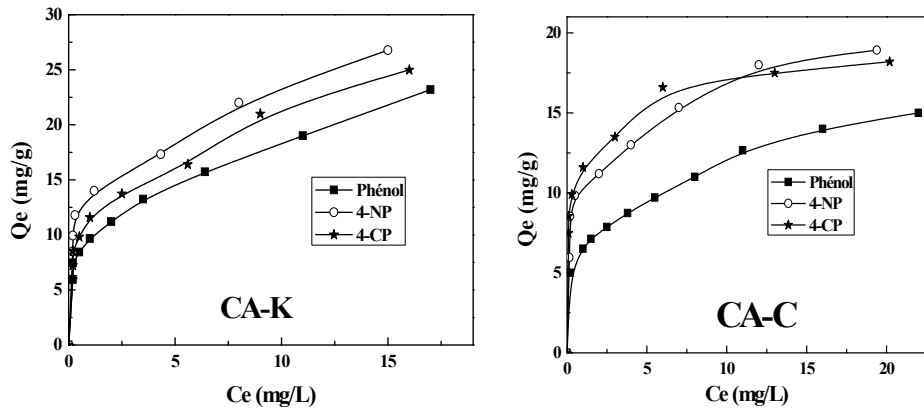 30
25
20
15
10
5
0
Qe (mg/g)
0 5 10 15
Ce (mg/L)
Phénol
4-NP
4-CP
CA-K
20
15
10
5
0
Qe (mg/g)
0 5 10 15 20
Ce (mg/L)
Phénol
4-NP
4-CP
CA-C